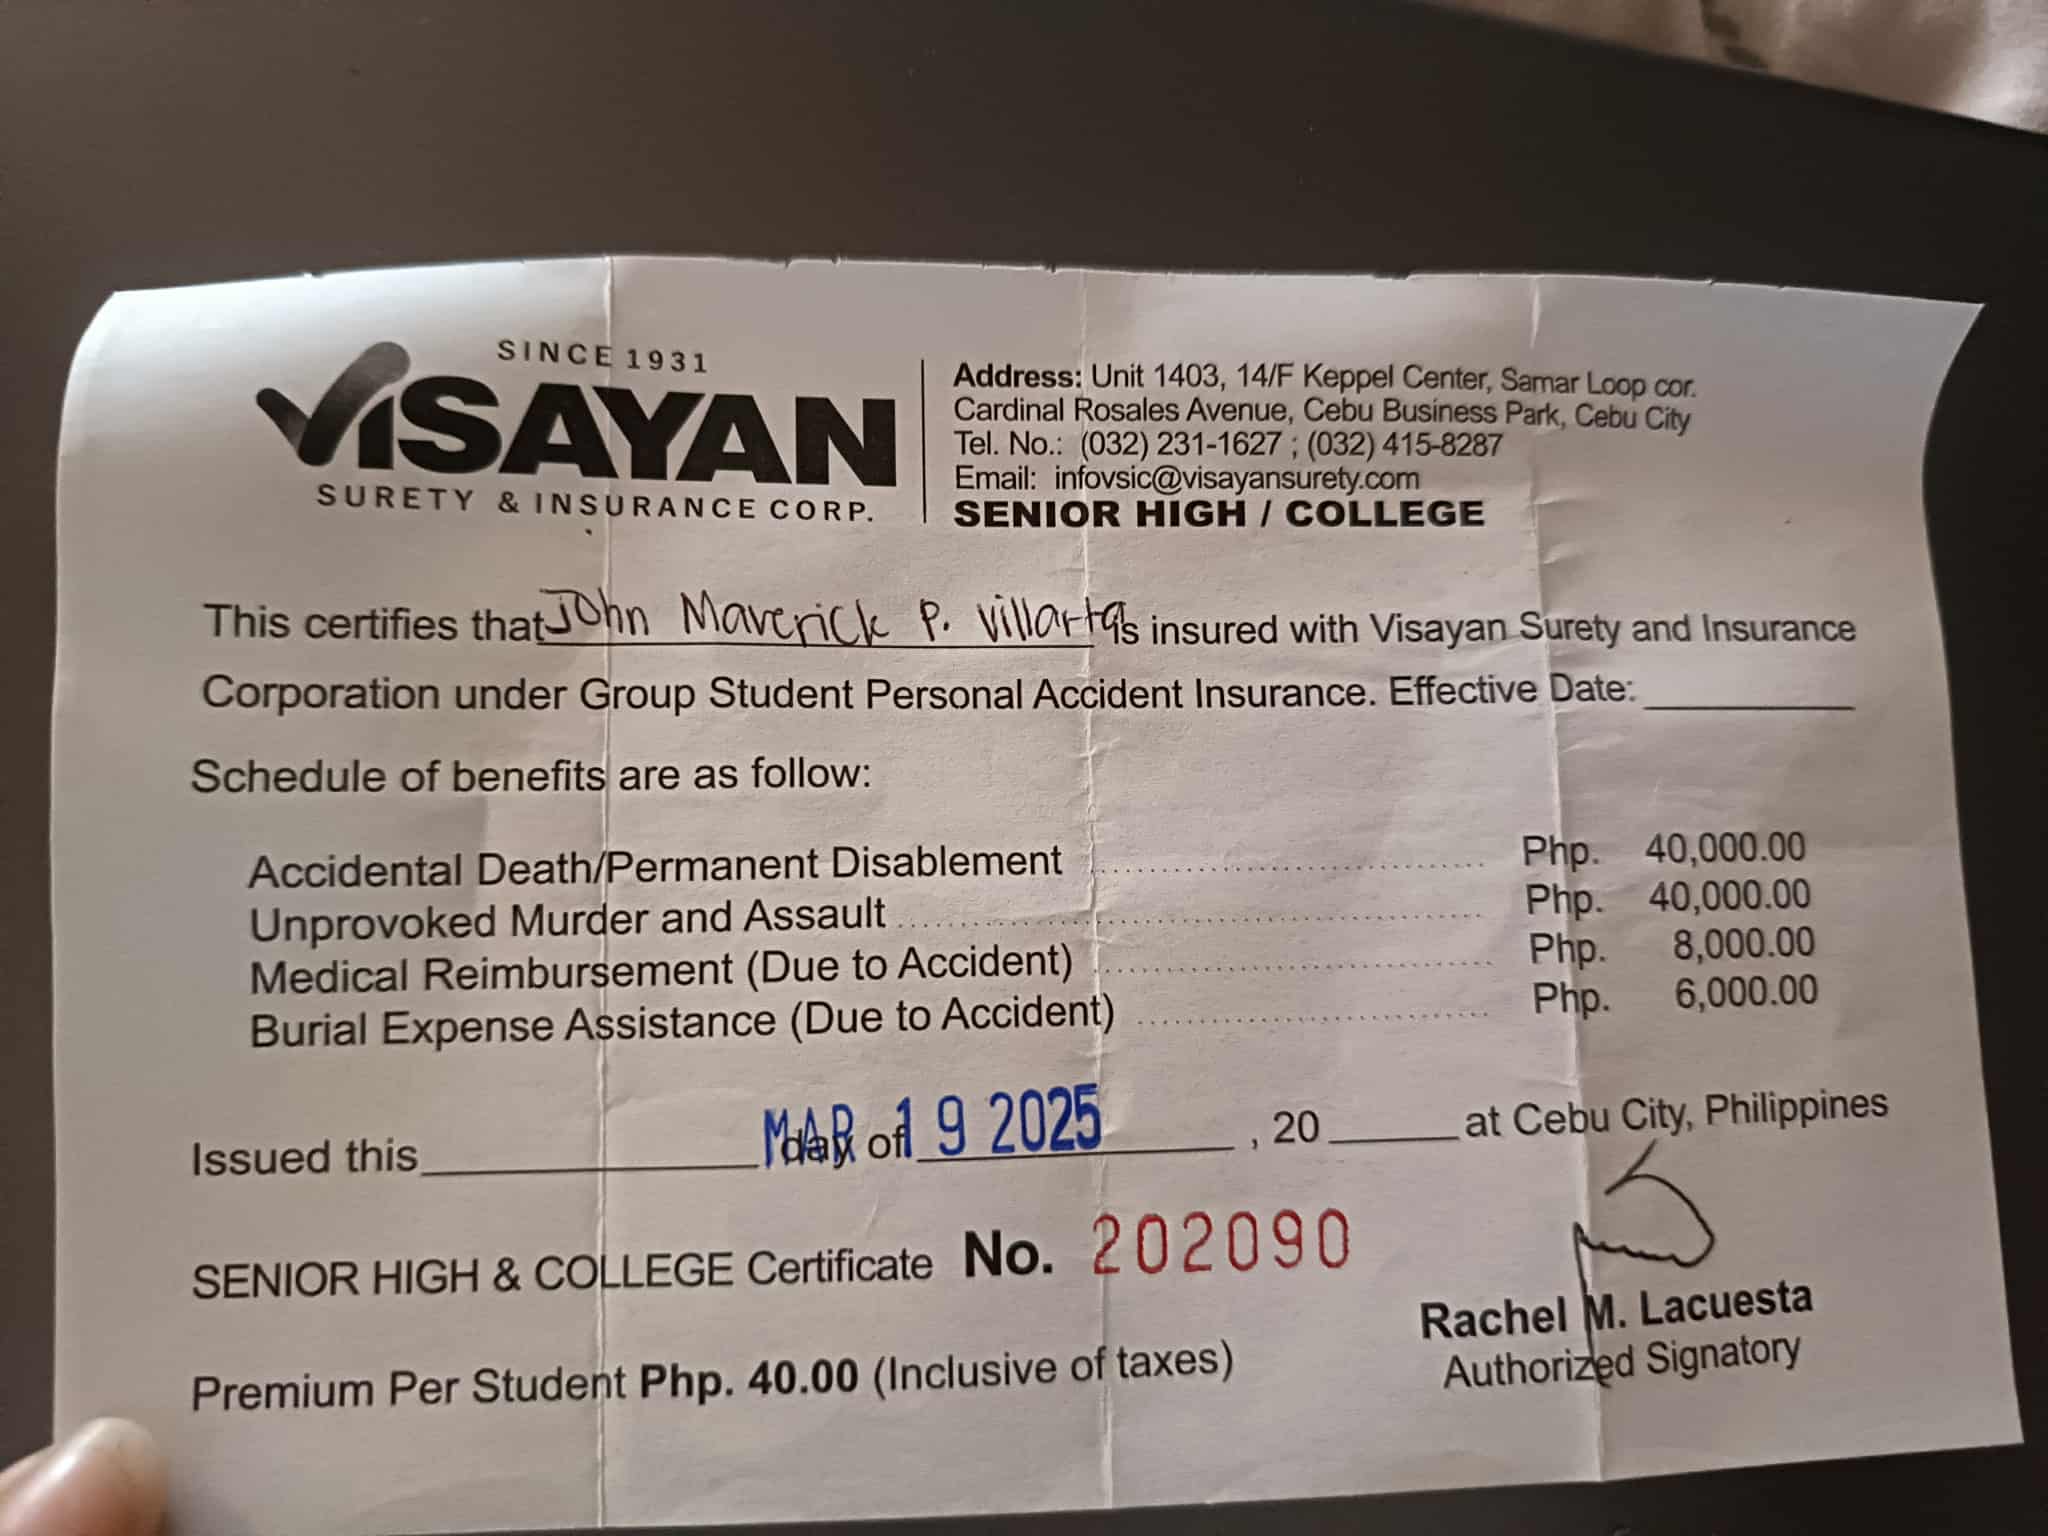 SINCE 1931
VISAYAN
SURETY & INSURANCE CORP.
Address: Unit 1403, 14/F Keppel Center, Samar Loop cor.
Cardinal Rosales Avenue, Cebu Business Park, Cebu City
Tel. No.: (032) 231-1627 ; (032) 415-8287
Email: infovsic@visayansurety.com
SENIOR HIGH / COLLEGE
This certifies that John Maverick P. Villarta is insured with Visayan Surety and Insurance
Corporation under Group Student Personal Accident Insurance. Effective Date: ____________
Schedule of benefits are as follow:
Accidental Death/Permanent Disablement ........................ Php. 40,000.00
Unprovoked Murder and Assault ........................ Php. 40,000.00
Medical Reimbursement (Due to Accident) ........................ Php. 8,000.00
Burial Expense Assistance (Due to Accident) ........................ Php. 6,000.00
Issued this ____________ day of ____________ , 20 ______ at Cebu City, Philippines
MAR 19 2025
SENIOR HIGH & COLLEGE Certificate No. 202090
Rachel M. Lacuesta
Authorized Signatory
Premium Per Student Php. 40.00 (Inclusive of taxes)